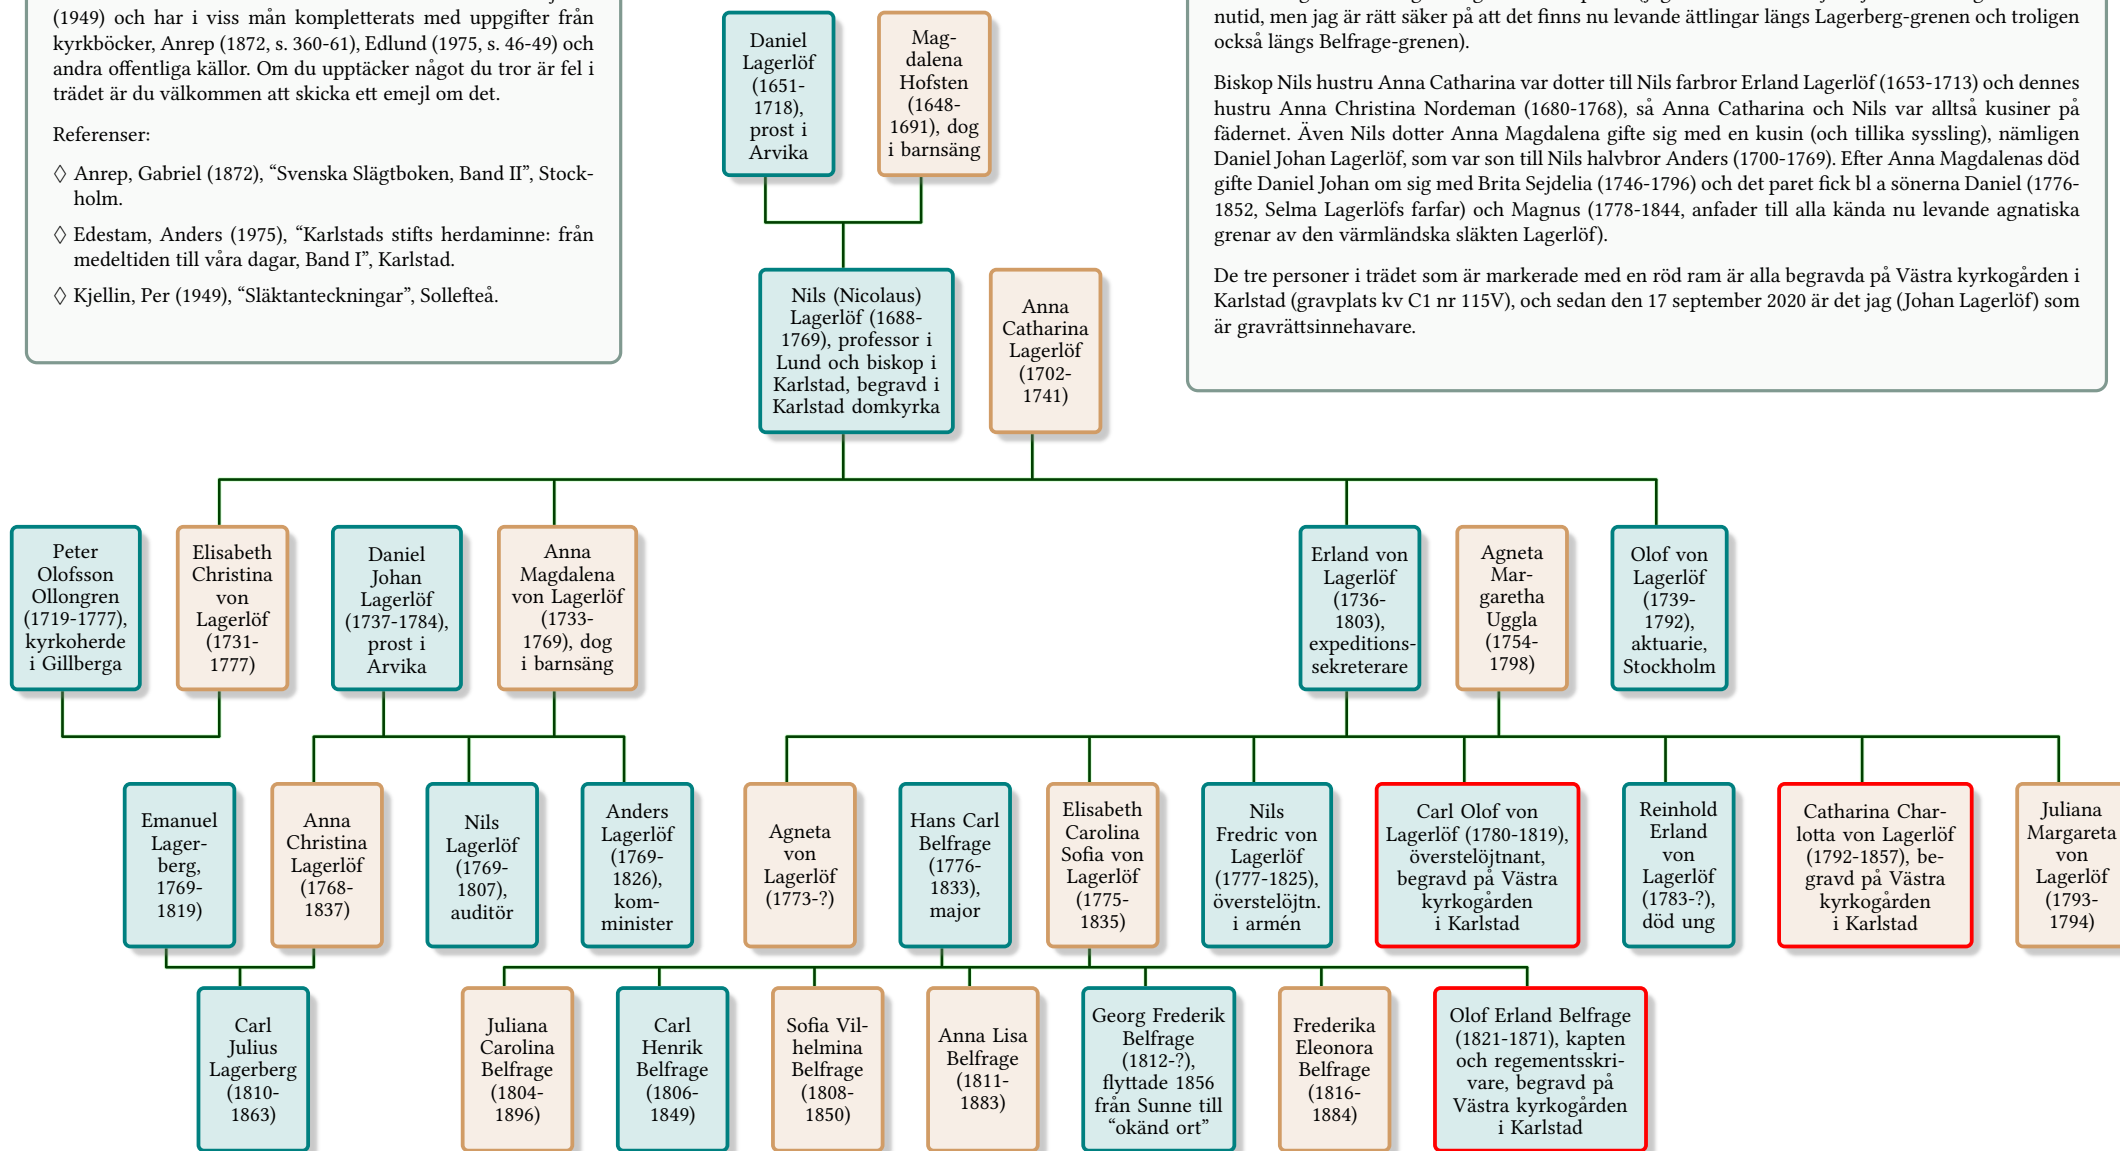 (1949) och har i viss mån kompletterats med uppgifter från
kyrkböcker, Anrep (1872, s. 360-61), Edlund (1975, s. 46-49) och
andra offentliga källor. Om du upptäcker något du tror är fel i
trädet är du välkommen att skicka ett emejl om det.
Referenser:
◊ Anrep, Gabriel (1872), “Svenska Slägtboken, Band II”, Stock-
holm.
◊ Edestam, Anders (1975), “Karlstads stifts herdaminne: från
medeltiden till våra dagar, Band I”, Karlstad.
◊ Kjellin, Per (1949), “Släktanteckningar”, Sollefteå.
Daniel
Lagerlöf
(1651-
1718),
prost i
Arvika
Mag-
dalena
Hofsten
(1648-
1691), dog
i barnsäng
nutid, men jag är rätt säker på att det finns nu levande ättlingar längs Lagerberg-grenen och troligen
också längs Belfrage-grenen).
Biskop Nils hustru Anna Catharina var dotter till Nils farbror Erland Lagerlöf (1653-1713) och dennes
hustru Anna Christina Nordeman (1680-1768), så Anna Catharina och Nils var alltså kusiner på
fädernet. Även Nils dotter Anna Magdalena gifte sig med en kusin (och tillika syssling), nämligen
Daniel Johan Lagerlöf, som var son till Nils halvbror Anders (1700-1769). Efter Anna Magdalenas död
gifte Daniel Johan om sig med Brita Sejdelia (1746-1796) och det paret fick bl a sönerna Daniel (1776-
1852, Selma Lagerlöfs farfar) och Magnus (1778-1844, anfader till alla kända nu levande agnatiska
grenar av den värmländska släkten Lagerlöf).
De tre personer i trädet som är markerade med en röd ram är alla begravda på Västra kyrkogården i
Karlstad (gravplats kv C1 nr 115V), och sedan den 17 september 2020 är det jag (Johan Lagerlöf) som
är gravrättsinnehavare.
Nils (Nicolaus)
Lagerlöf (1688-
1769), professor i
Lund och biskop i
Karlstad, begravd i
Karlstad domkyrka
Anna
Catharina
Lagerlöf
(1702-
1741)
Peter
Olofsson
Ollongren
(1719-1777),
kyrkoherde
i Gillberga
Elisabeth
Christina
von
Lagerlöf
(1731-
1777)
Daniel
Johan
Lagerlöf
(1737-1784),
prost i
Arvika
Anna
Magdalena
von Lagerlöf
(1733-
1769), dog
i barnsäng
Erland von
Lagerlöf
(1736-
1803),
expeditions-
sekreterare
Agneta
Mar-
garetha
Uggla
(1754-
1798)
Olof von
Lagerlöf
(1739-
1792),
aktuarie,
Stockholm
Emanuel
Lager-
berg,
1769-
1819)
Anna
Christina
Lagerlöf
(1768-
1837)
Nils
Lagerlöf
(1769-
1807),
auditör
Anders
Lagerlöf
(1769-
1826),
kom-
minister
Agneta
von
Lagerlöf
(1773-?)
Hans Carl
Belfrage
(1776-
1833),
major
Elisabeth
Carolina
Sofia von
Lagerlöf
(1775-
1835)
Nils
Fredric von
Lagerlöf
(1777-1825),
överstelöjtn.
i armén
Carl Olof von
Lagerlöf (1780-1819),
överstelöjtnant,
begravd på Västra
kyrkogården
i Karlstad
Reinhold
Erland
von
Lagerlöf
(1783-?),
död ung
Catharina Char-
lotta von Lagerlöf
(1792-1857), be-
gravd på Västra
kyrkogården
i Karlstad
Juliana
Margareta
von
Lagerlöf
(1793-
1794)
Carl
Julius
Lagerberg
(1810-
1863)
Juliana
Carolina
Belfrage
(1804-
1896)
Carl
Henrik
Belfrage
(1806-
1849)
Sofia Vil-
helmina
Belfrage
(1808-
1850)
Anna Lisa
Belfrage
(1811-
1883)
Georg Frederik
Belfrage
(1812-?),
flyttade 1856
från Sunne till
“okänd ort”
Frederika
Eleonora
Belfrage
(1816-
1884)
Olof Erland Belfrage
(1821-1871), kapten
och regementsskri-
vare, begravd på
Västra kyrkogården
i Karlstad